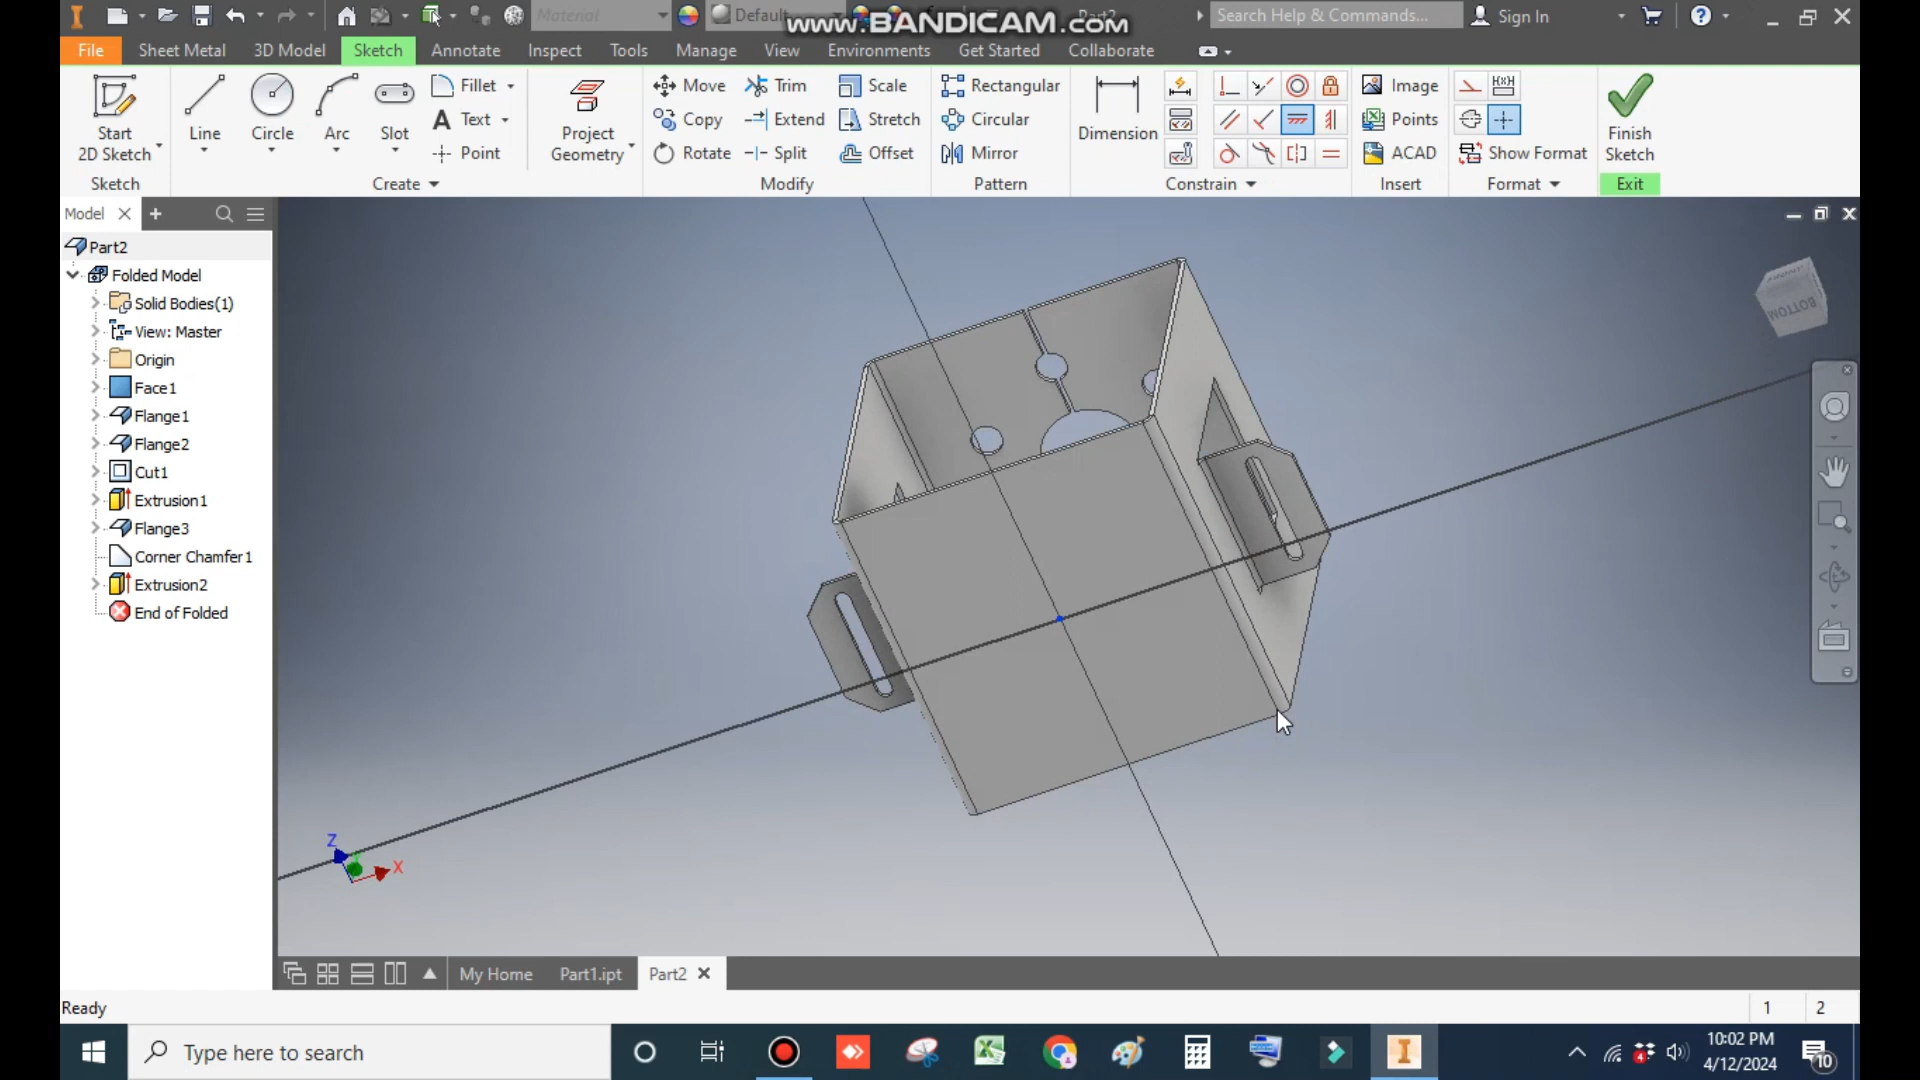 Material
Default
www.BANDICAM.com
Search Help & Commands...
Sign In
File
Sheet Metal
3D Model
Sketch
Annotate
Inspect
Tools
Manage
View
Environments
Get Started
Collaborate
Start
2D Sketch
Line
Circle
Arc
Slot
Fillet
Text
Point
Project
Geometry
Move
Copy
Rotate
Trim
Extend
Split
Scale
Stretch
Offset
Rectangular
Circular
Mirror
Dimension
Image
Points
ACAD
Show Format
Finish
Sketch
Sketch
Create
Modify
Pattern
Constrain
Insert
Format
Exit
Model
Part2
Folded Model
Solid Bodies(1)
View: Master
Origin
Face1
Flange1
Flange2
Cut1
Extrusion1
Flange3
Corner Chamfer1
Extrusion2
End of Folded
BOTTOM
Z
X
My Home
Part1.ipt
Part2
Ready
1
2
Type here to search
10:02 PM
4/12/2024
10